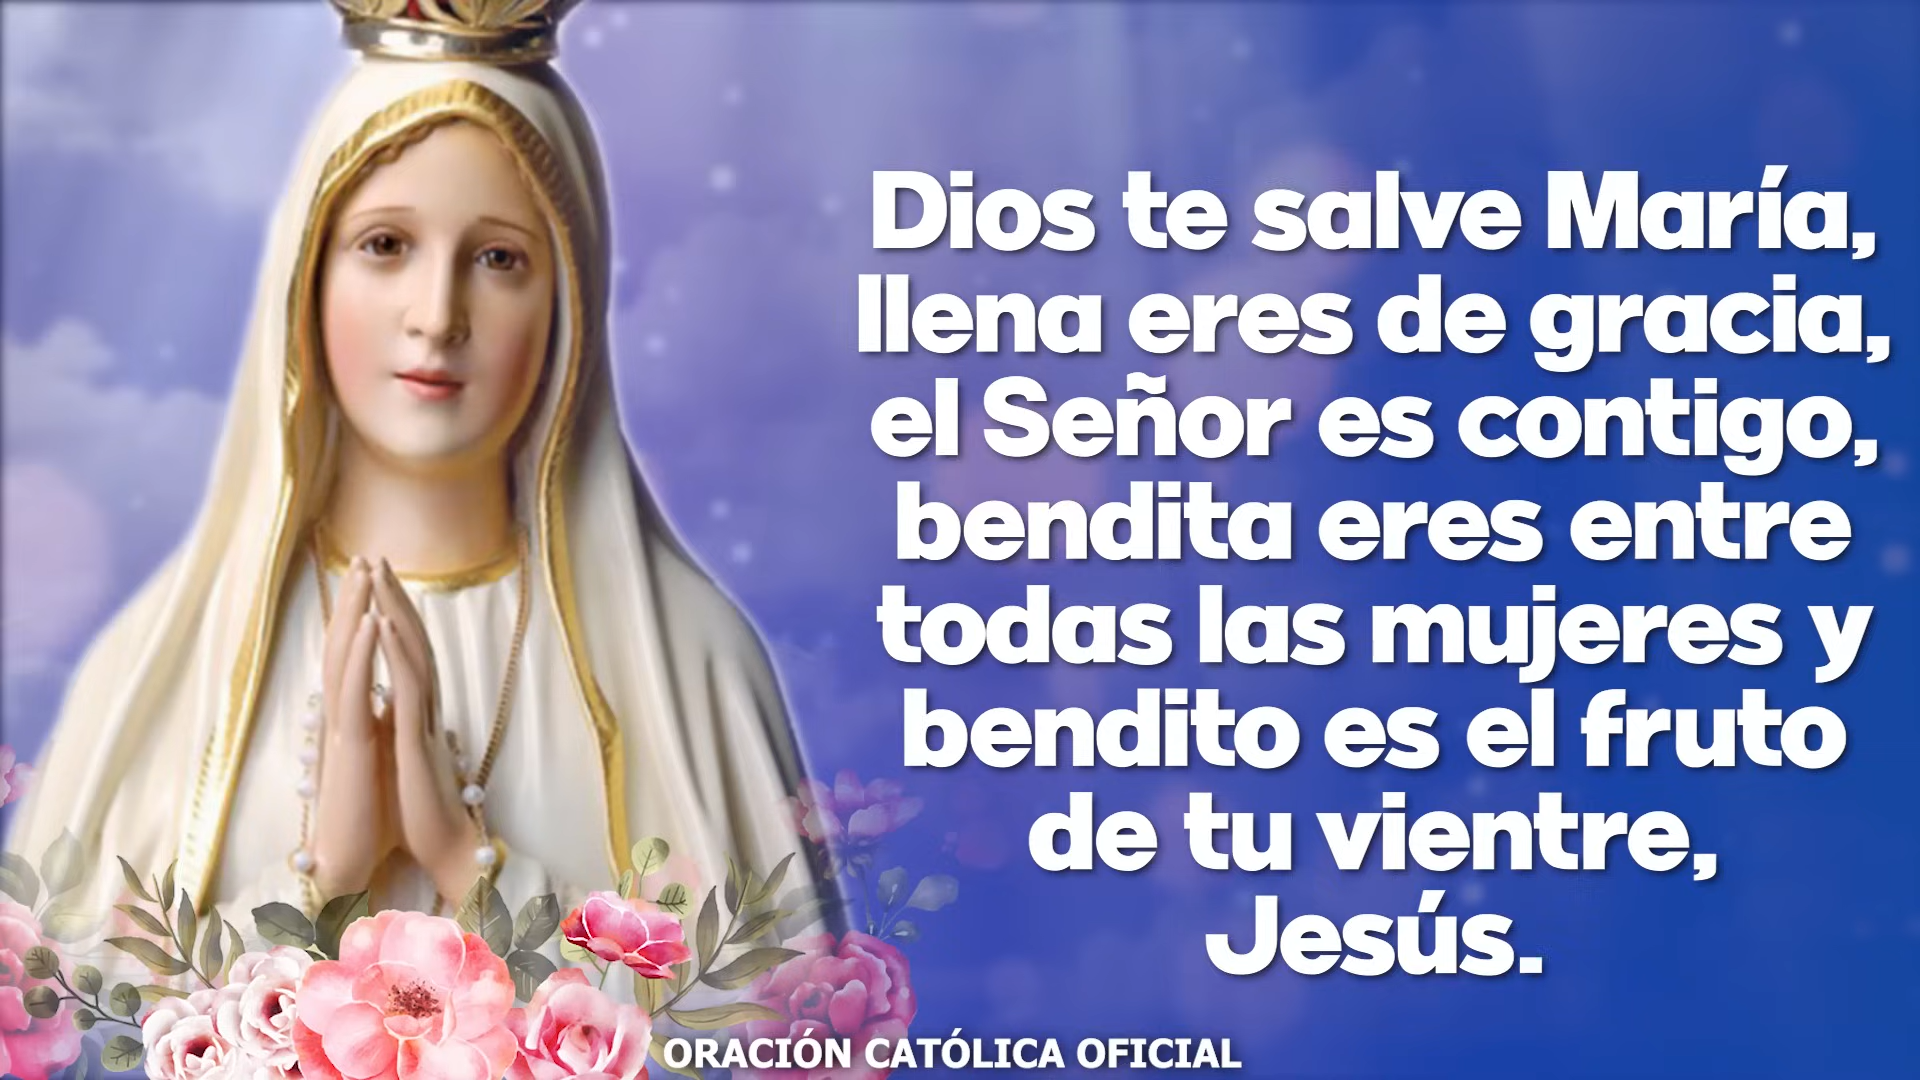 Dios te salve María,
llena eres de gracia,
el Señor es contigo,
bendita eres entre
todas las mujeres y
bendito es el fruto
de tu vientre,
Jesús.
ORACIÓN CATÓLICA OFICIAL